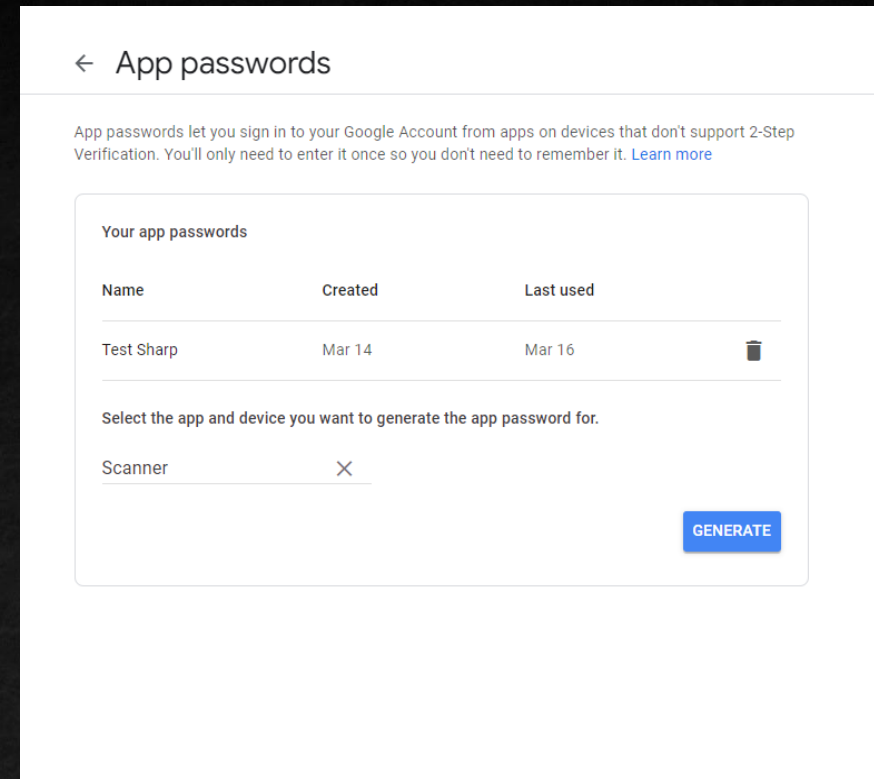 App passwords
App passwords let you sign in to your Google Account from apps on devices that don't support 2-Step
Verification. You'll only need to enter it once so you don't need to remember it. Learn more
Your app passwords
Name Created Last used
Test Sharp Mar 14 Mar 16
Select the app and device you want to generate the app password for.
Scanner
GENERATE